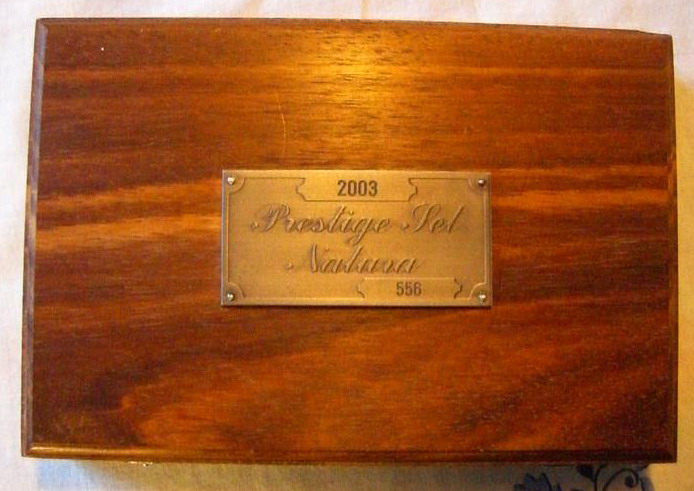 2003
Prestige Set
Natura
556